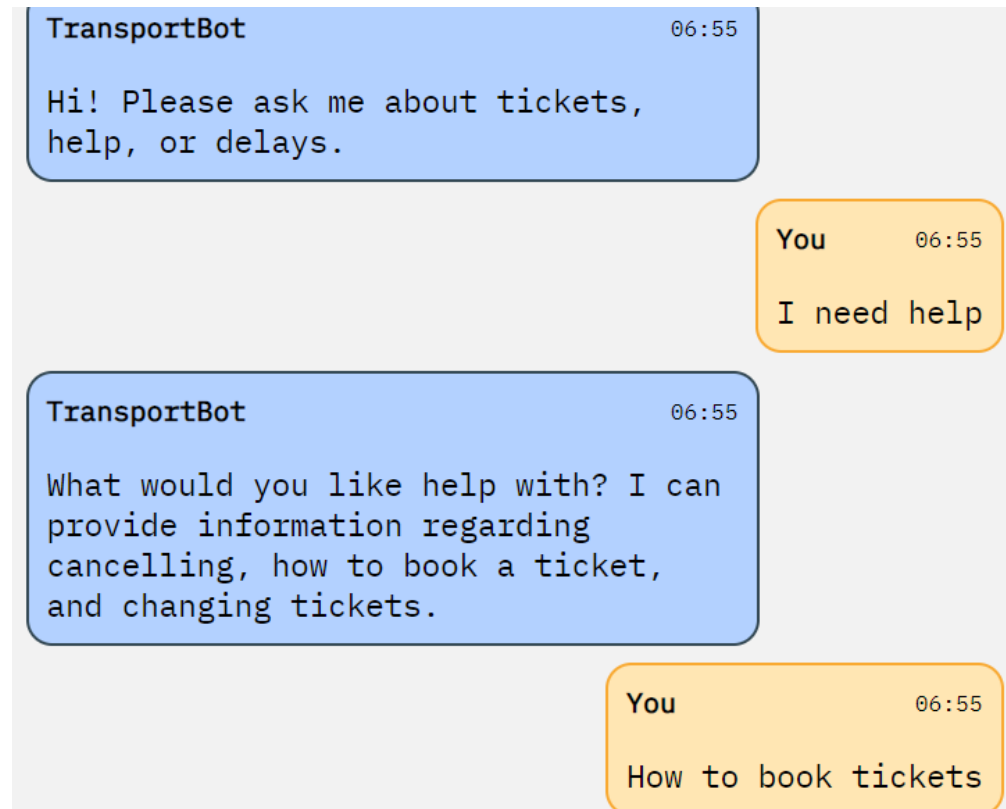 TransportBot 06:55
Hi! Please ask me about tickets,
help, or delays.
You 06:55
I need help
TransportBot 06:55
What would you like help with? I can
provide information regarding
cancelling, how to book a ticket,
and changing tickets.
You 06:55
How to book tickets